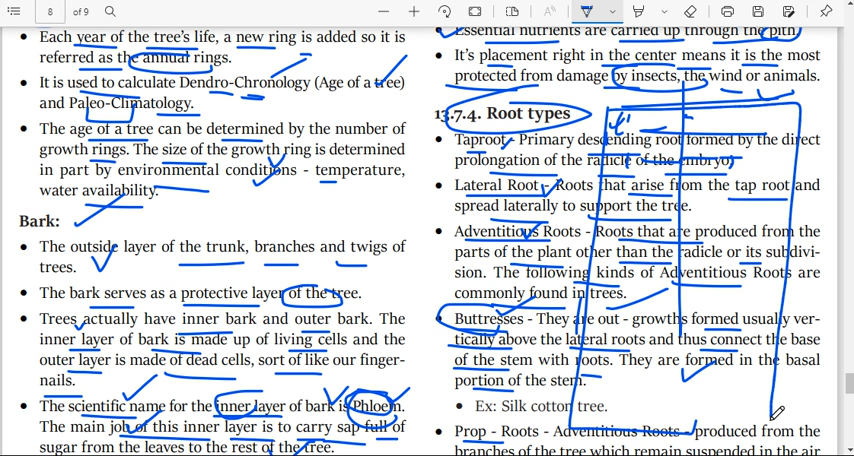 8 of 9
Each year of the tree's life, a new ring is added so it is
referred as the annual rings.
It is used to calculate Dendro-Chronology (Age of a tree)
and Paleo-Climatology.
The age of a tree can be determined by the number of
growth rings. The size of the growth ring is determined
in part by environmental conditions - temperature,
water availability.
Bark:
The outside layer of the trunk, branches and twigs of
trees.
The bark serves as a protective layer of the tree.
Trees actually have inner bark and outer bark. The
inner layer of bark is made up of living cells and the
outer layer is made of dead cells, sort of like our finger-
nails.
The scientific name for the inner layer of bark is Phloem.
The main job of this inner layer is to carry sap full of
sugar from the leaves to the rest of the tree.
Essential nutrients are carried up through the pith.
It's placement right in the center means it is the most
protected from damage by insects, the wind or animals.
13.7.4. Root types
Taproot - Primary descending root formed by the direct
prolongation of the radicle of the embryo.
Lateral Root - Roots that arise from the tap root and
spread laterally to support the tree.
Adventitious Roots - Roots that are produced from the
parts of the plant other than the radicle or its subdivi-
sion. The following kinds of Adventitious Roots are
commonly found in trees.
Buttresses - They are out - growths formed usually ver-
tically above the lateral roots and thus connect the base
of the stem with roots. They are formed in the basal
portion of the stem.
Ex: Silk cotton tree.
Prop - Roots - Adventitious Roots - produced from the
branches of the tree which remain suspended in the air